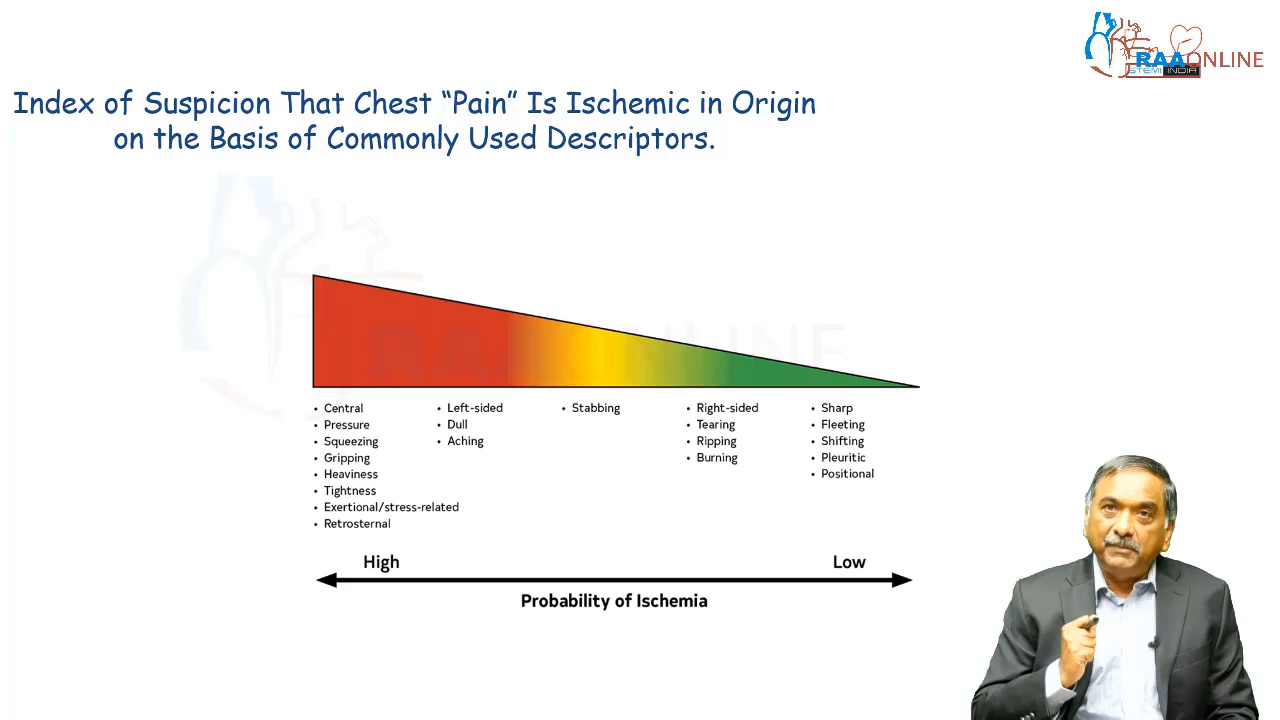 RAAONLINE
STEMI INDIA
Index of Suspicion That Chest “Pain” Is Ischemic in Origin
on the Basis of Commonly Used Descriptors.
RAAONLINE
• Central
• Pressure
• Squeezing
• Gripping
• Heaviness
• Tightness
• Exertional/stress-related
• Retrosternal
• Left-sided
• Dull
• Aching
• Stabbing
• Right-sided
• Tearing
• Ripping
• Burning
• Sharp
• Fleeting
• Shifting
• Pleuritic
• Positional
High
Low
Probability of Ischemia